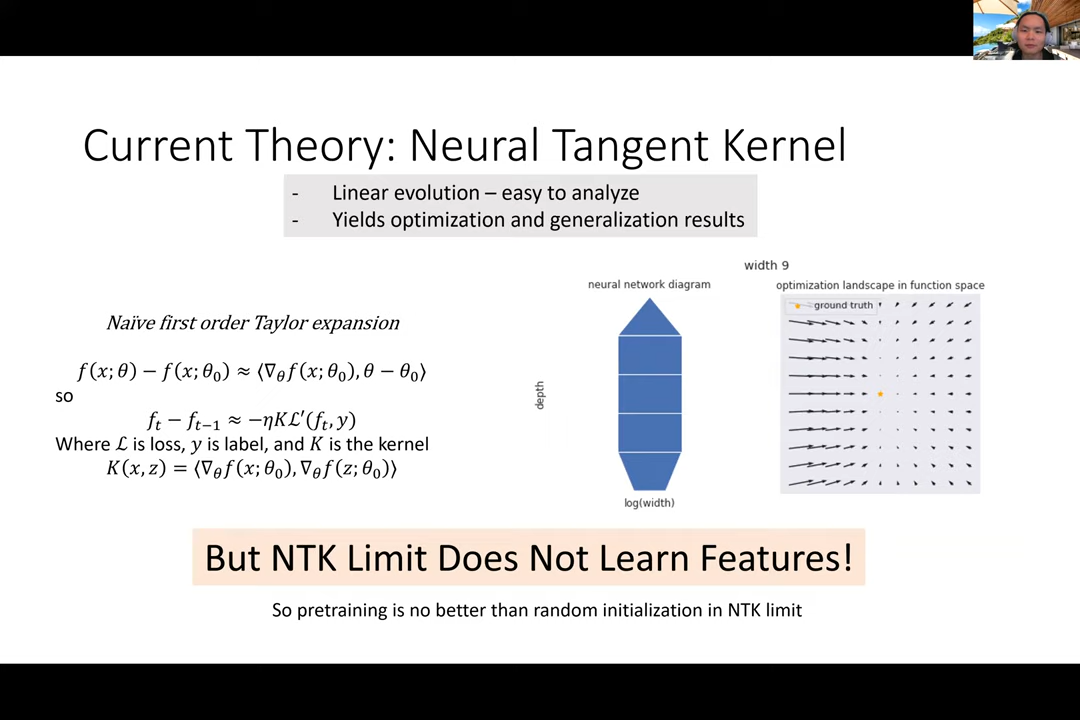 Current Theory: Neural Tangent Kernel
- Linear evolution – easy to analyze
- Yields optimization and generalization results
Naïve first order Taylor expansion
f(x;θ) − f(x;θ₀) ≈ ⟨∇_θ f(x;θ₀), θ − θ₀⟩
so
f_t − f_{t−1} ≈ −ηKℒ′(f_t, y)
Where ℒ is loss, y is label, and K is the kernel
K(x, z) = ⟨∇_θ f(x;θ₀), ∇_θ f(z;θ₀)⟩
width 9
neural network diagram
depth
log(width)
optimization landscape in function space
ground truth
But NTK Limit Does Not Learn Features!
So pretraining is no better than random initialization in NTK limit